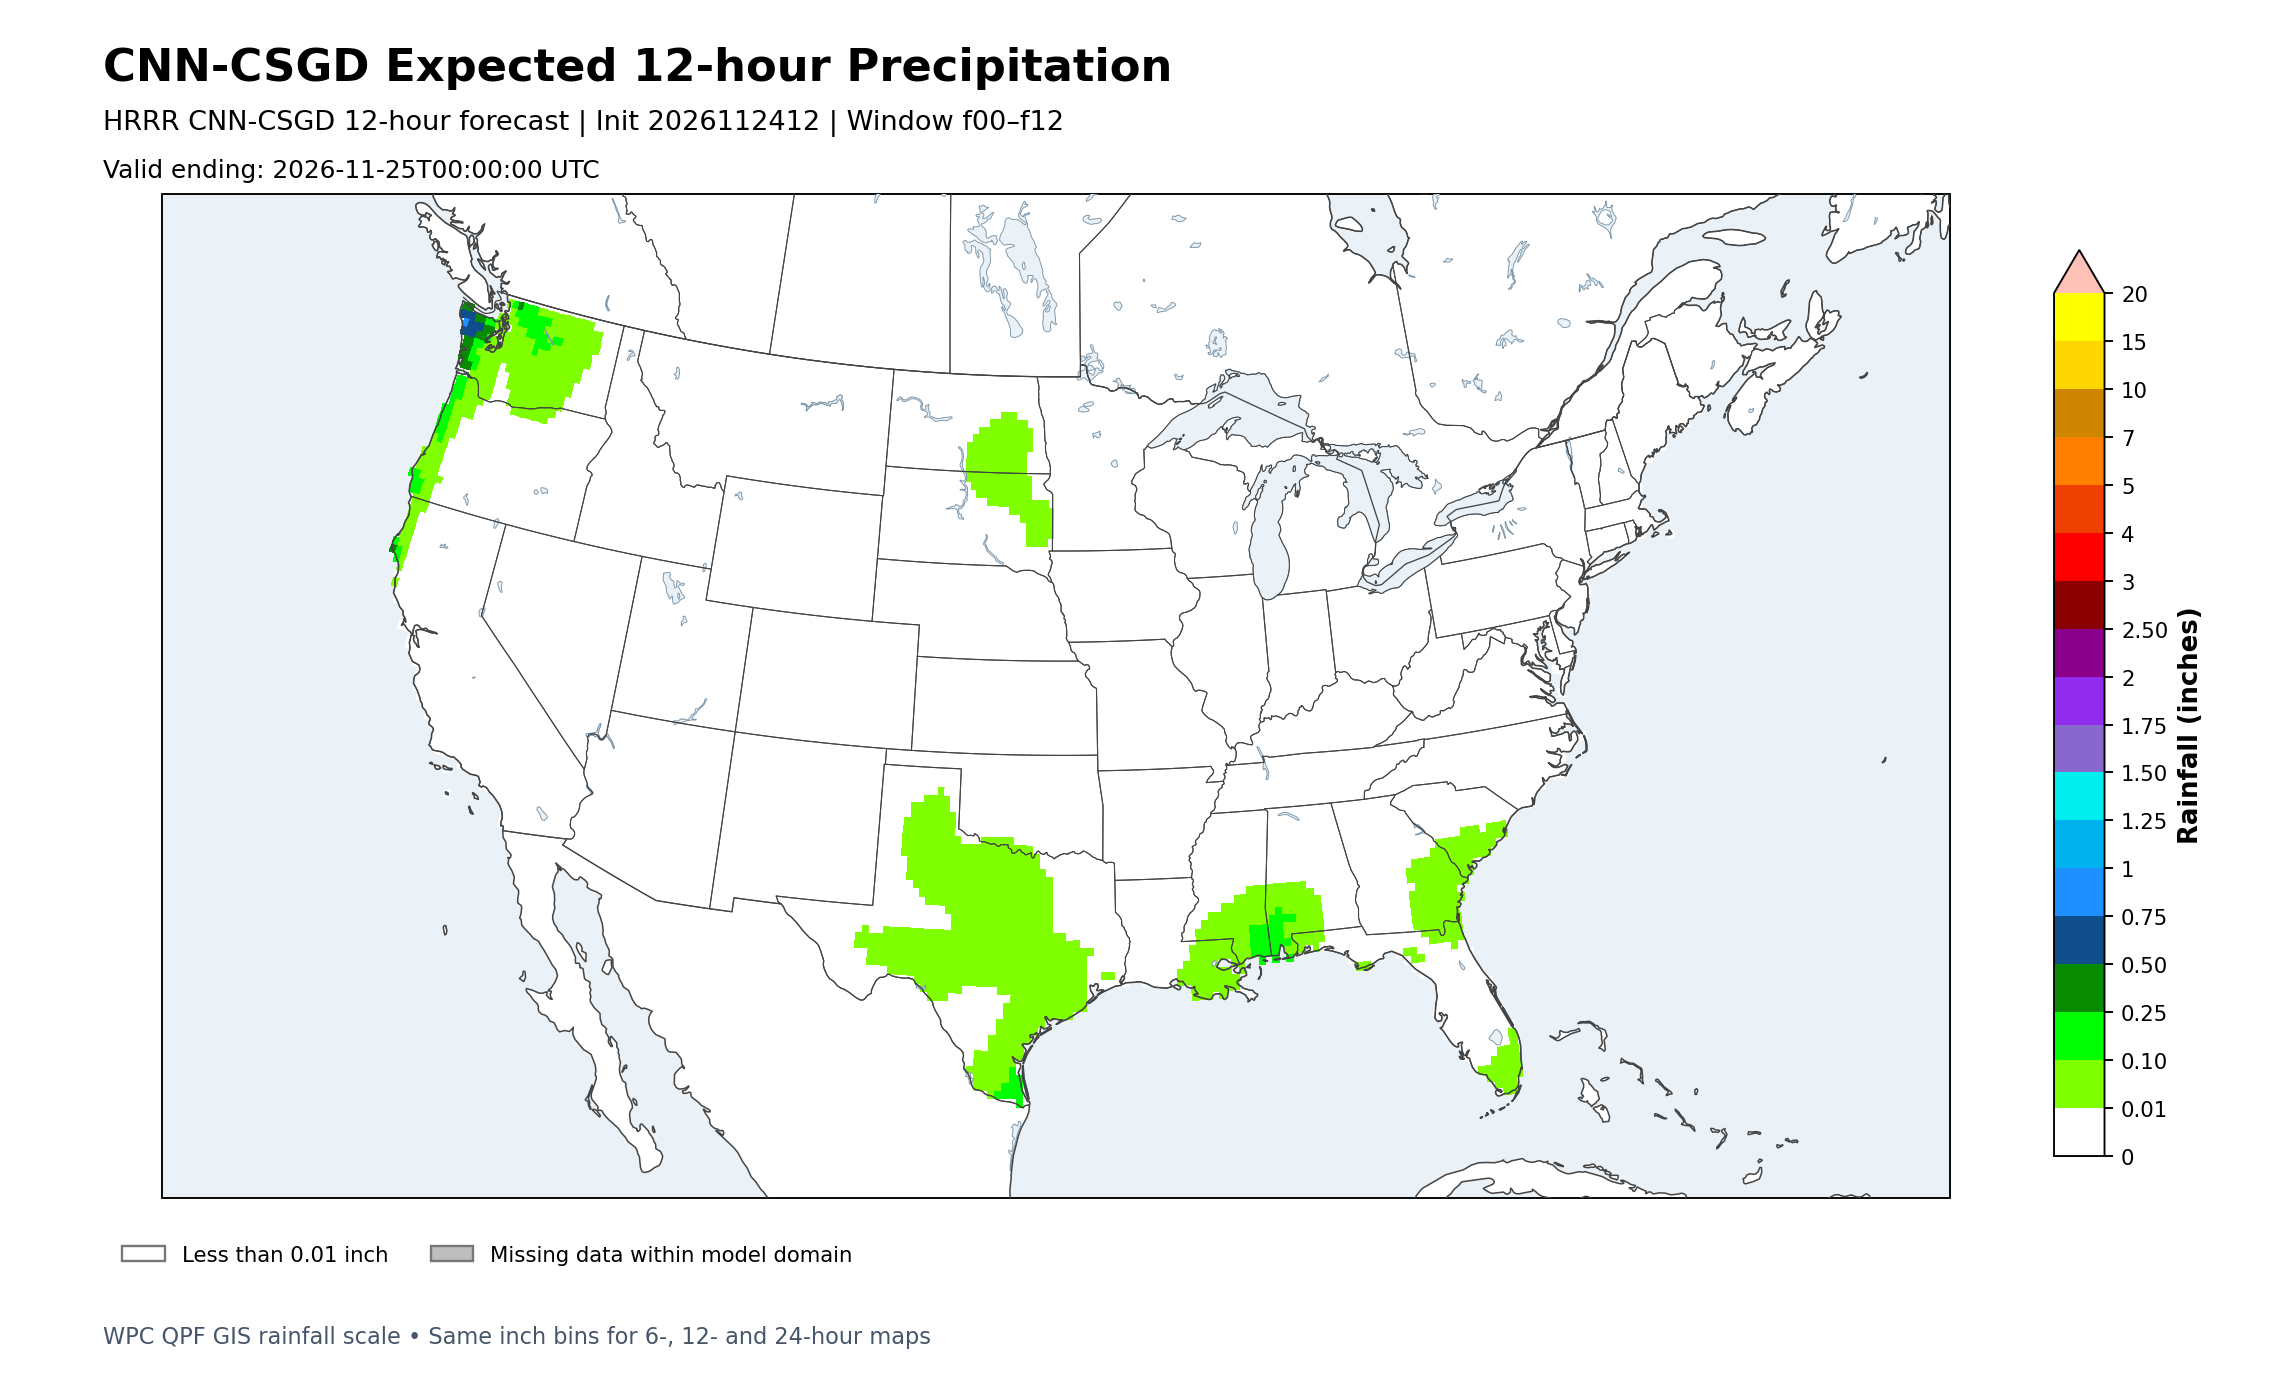 CNN-CSGD Expected 12-hour Precipitation
HRRR CNN-CSGD 12-hour forecast | Init 2026112412 | Window f00–f12
Valid ending: 2026-11-25T00:00:00 UTC
20
15
10
7
5
4
3
2.50
2
1.75
1.50
1.25
1
0.75
0.50
0.25
0.10
0.01
0
Rainfall (inches)
Less than 0.01 inch
Missing data within model domain
WPC QPF GIS rainfall scale • Same inch bins for 6-, 12- and 24-hour maps